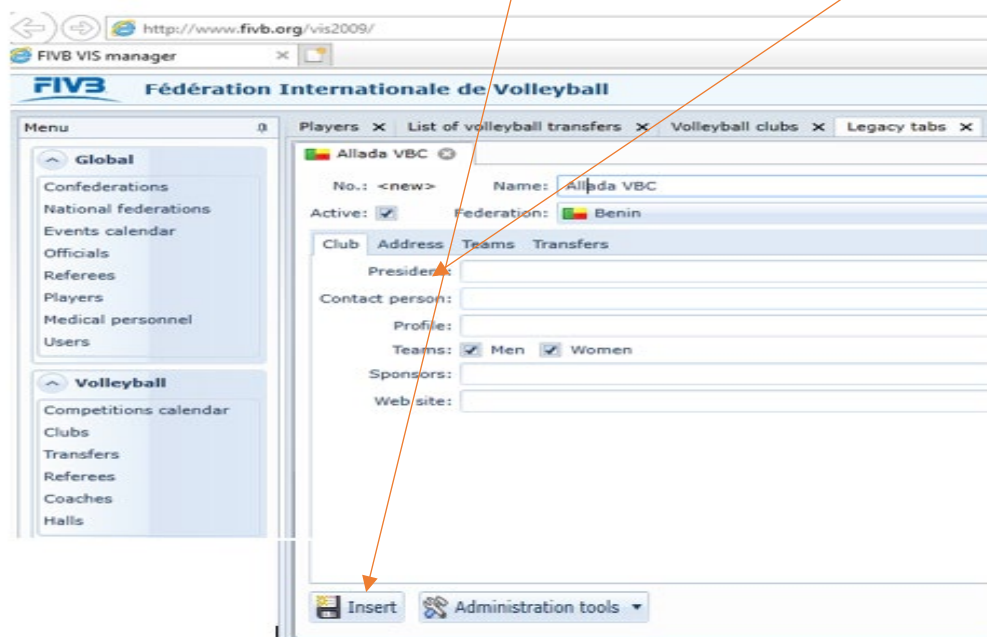 http://www.fivb.org/vis2009/
FIVB VIS manager
FIVB Fédération Internationale de Volleyball
Menu
Players List of volleyball transfers Volleyball clubs Legacy tabs
Global
Confederations
National federations
Events calendar
Officials
Referees
Players
Medical personnel
Users
Volleyball
Competitions calendar
Clubs
Transfers
Referees
Coaches
Halls
Allada VBC
No.: <new> Name: Allada VBC
Active: Federation: Benin
Club Address Teams Transfers
President:
Contact person:
Profile:
Teams: Men Women
Sponsors:
Web site:
Insert Administration tools